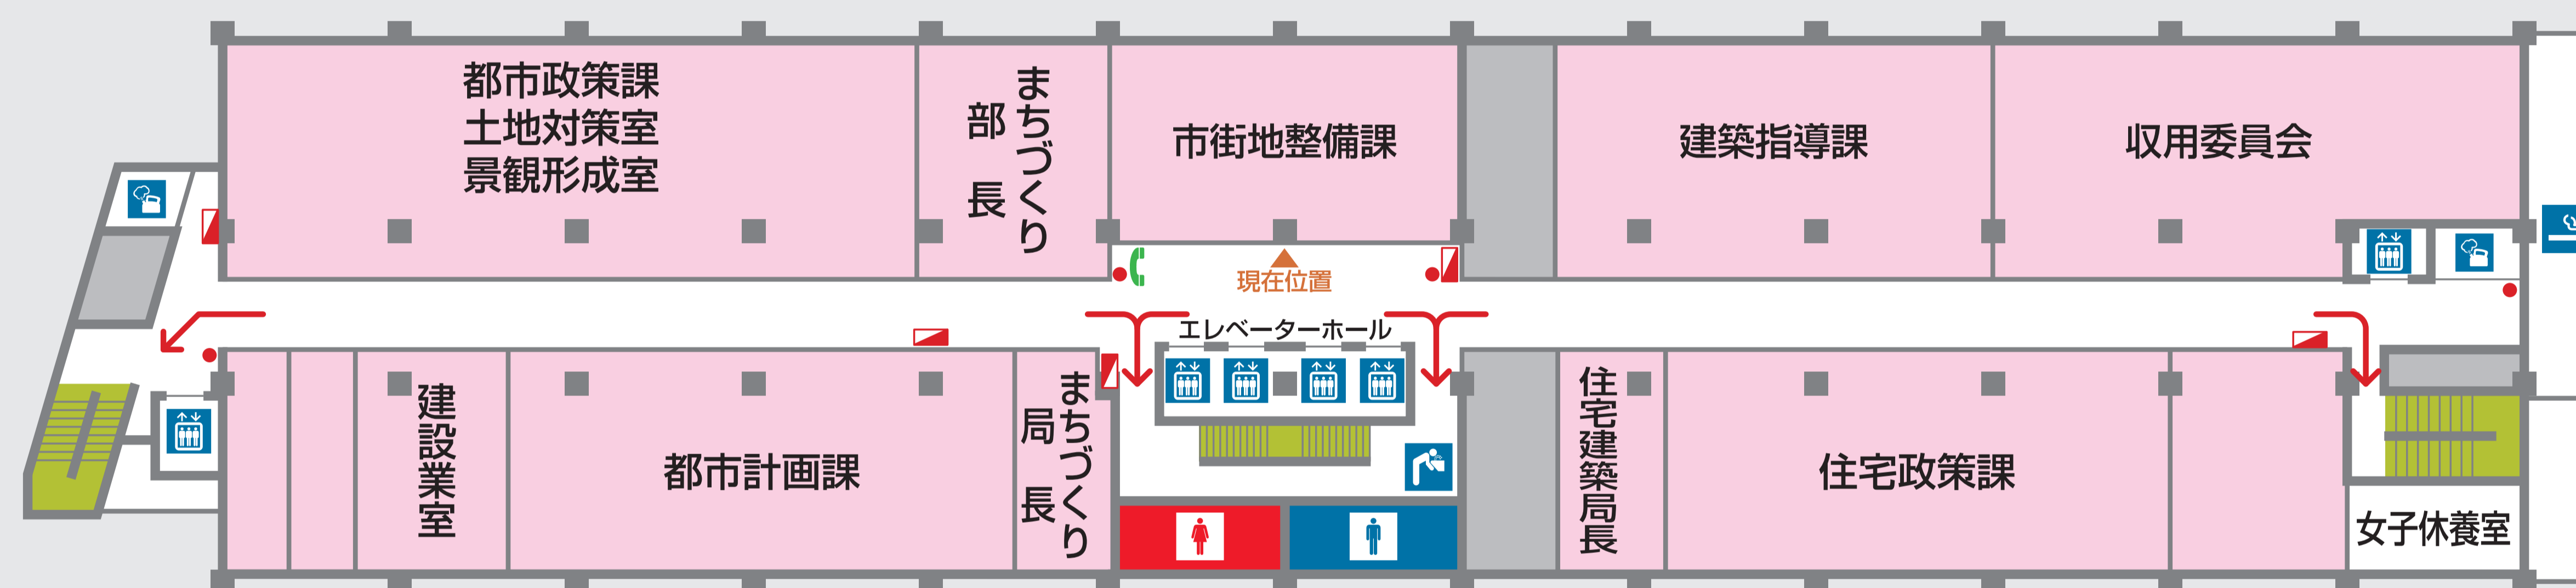 都市政策課
土地対策室
景観形成室
まちづくり
部長
市街地整備課
建築指導課
収用委員会
現在位置
エレベーターホール
建設業室
都市計画課
まちづくり
局長
住宅建築局長
住宅政策課
女子休養室